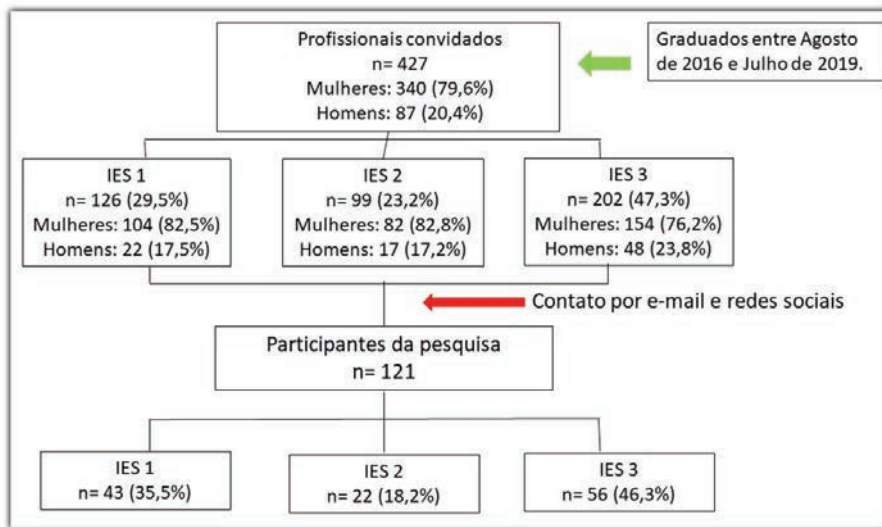 Profissionais convidados
n= 427
Mulheres: 340 (79,6%)
Homens: 87 (20,4%)
Graduados entre Agosto
de 2016 e Julho de 2019.
IES 1
n= 126 (29,5%)
Mulheres: 104 (82,5%)
Homens: 22 (17,5%)
IES 2
n= 99 (23,2%)
Mulheres: 82 (82,8%)
Homens: 17 (17,2%)
IES 3
n= 202 (47,3%)
Mulheres: 154 (76,2%)
Homens: 48 (23,8%)
Contato por e-mail e redes sociais
Participantes da pesquisa
n= 121
IES 1
n= 43 (35,5%)
IES 2
n= 22 (18,2%)
IES 3
n= 56 (46,3%)